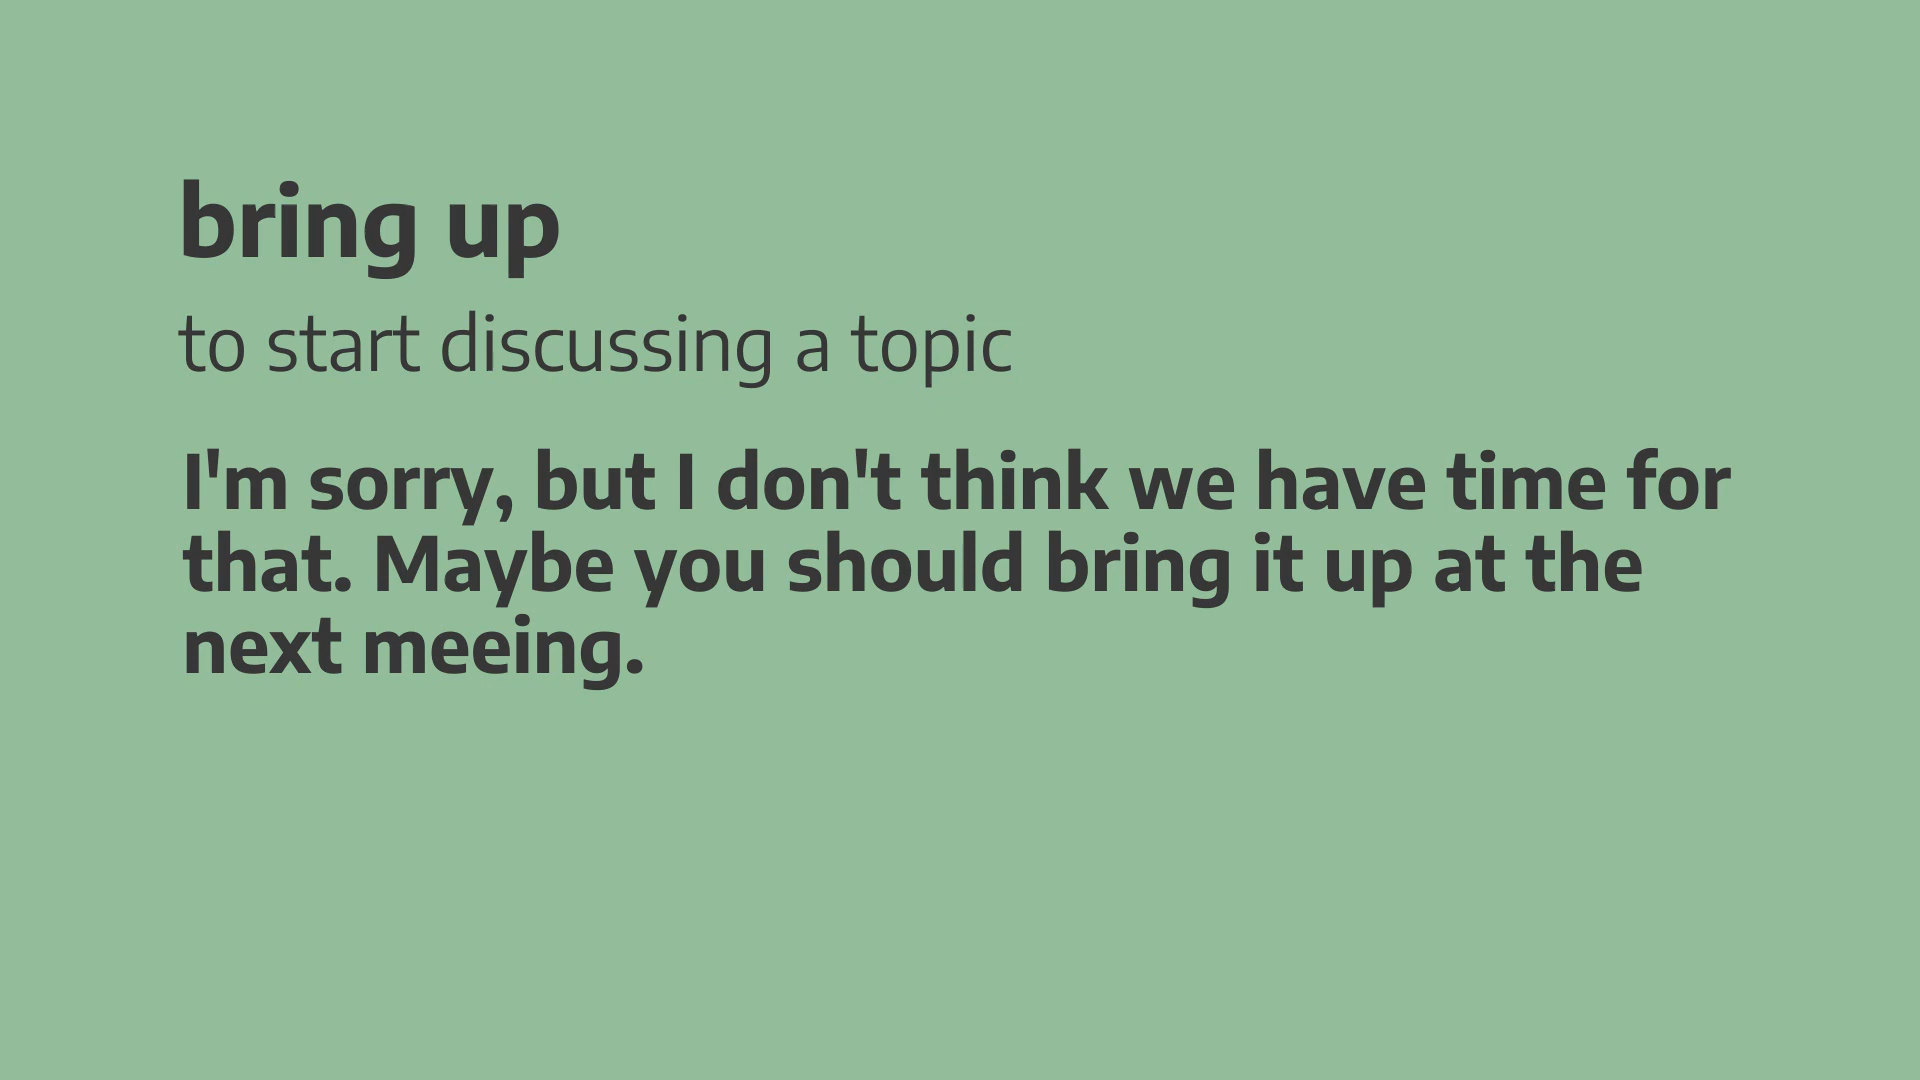 bring up
to start discussing a topic
I'm sorry, but I don't think we have time for
that. Maybe you should bring it up at the
next meeing.